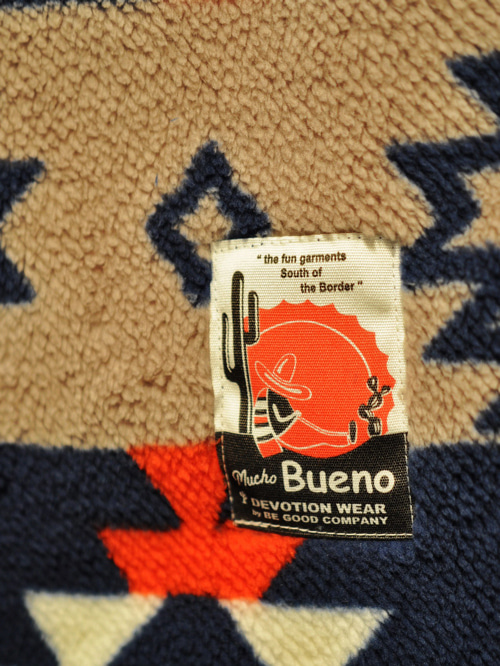 " the fun garments
South of
the Border "
Mucho Bueno
DEVOTION WEAR
by BE GOOD COMPANY